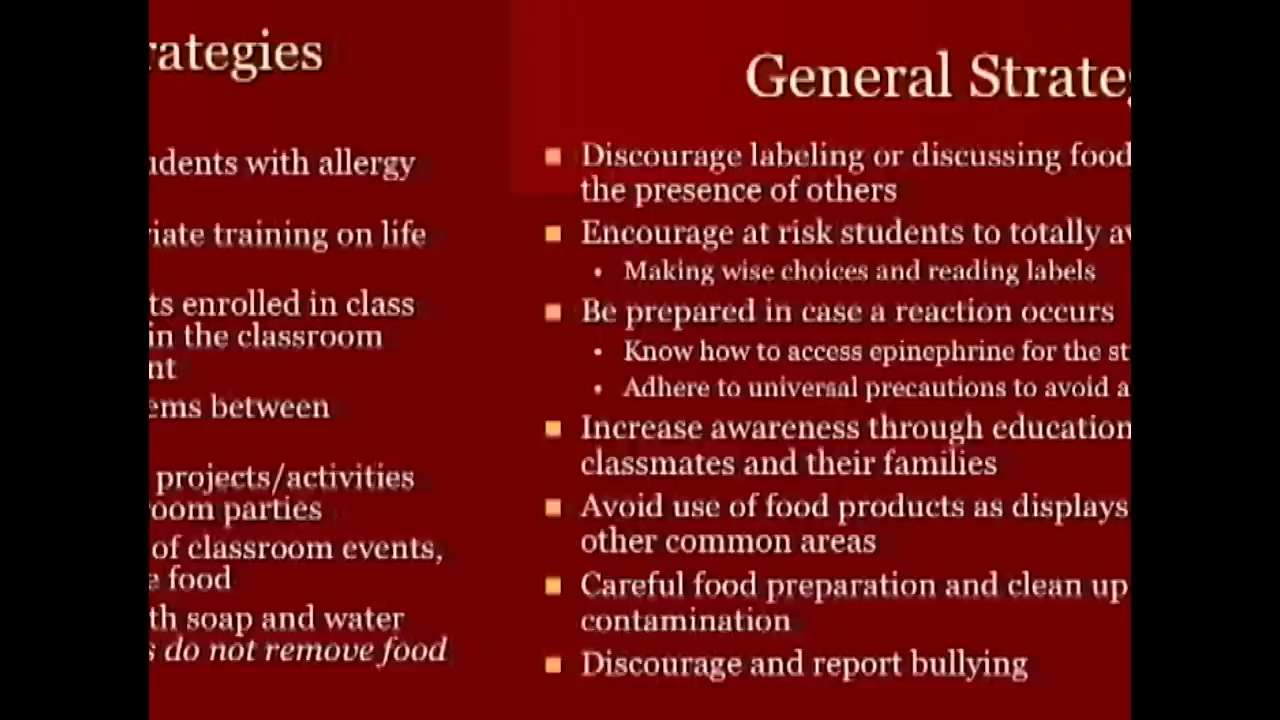 rategies
udents with allergy
riate training on life
ts enrolled in class
in the classroom
nt
ems between
projects/activities
room parties
of classroom events,
e food
th soap and water
s do not remove food
General Strateg
Discourage labeling or discussing food
the presence of others
Encourage at risk students to totally av
Making wise choices and reading labels
Be prepared in case a reaction occurs
Know how to access epinephrine for the st
Adhere to universal precautions to avoid a
Increase awareness through education
classmates and their families
Avoid use of food products as displays
other common areas
Careful food preparation and clean up
contamination
Discourage and report bullying